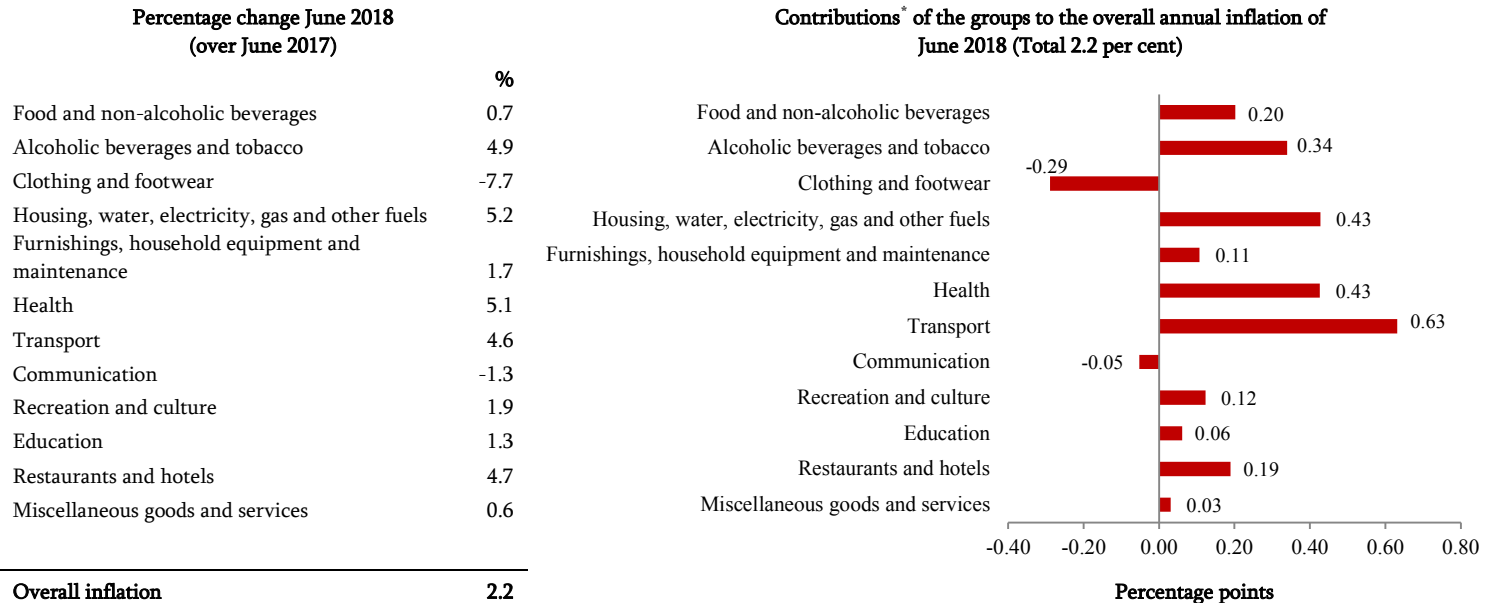 Percentage change June 2018
(over June 2017)
%
Food and non-alcoholic beverages 0.7
Alcoholic beverages and tobacco 4.9
Clothing and footwear -7.7
Housing, water, electricity, gas and other fuels 5.2
Furnishings, household equipment and
maintenance 1.7
Health 5.1
Transport 4.6
Communication -1.3
Recreation and culture 1.9
Education 1.3
Restaurants and hotels 4.7
Miscellaneous goods and services 0.6
Overall inflation 2.2
Contributions* of the groups to the overall annual inflation of
June 2018 (Total 2.2 per cent)
Food and non-alcoholic beverages 0.20
Alcoholic beverages and tobacco 0.34
Clothing and footwear -0.29
Housing, water, electricity, gas and other fuels 0.43
Furnishings, household equipment and maintenance 0.11
Health 0.43
Transport 0.63
Communication -0.05
Recreation and culture 0.12
Education 0.06
Restaurants and hotels 0.19
Miscellaneous goods and services 0.03
-0.40 -0.20 0.00 0.20 0.40 0.60 0.80
Percentage points